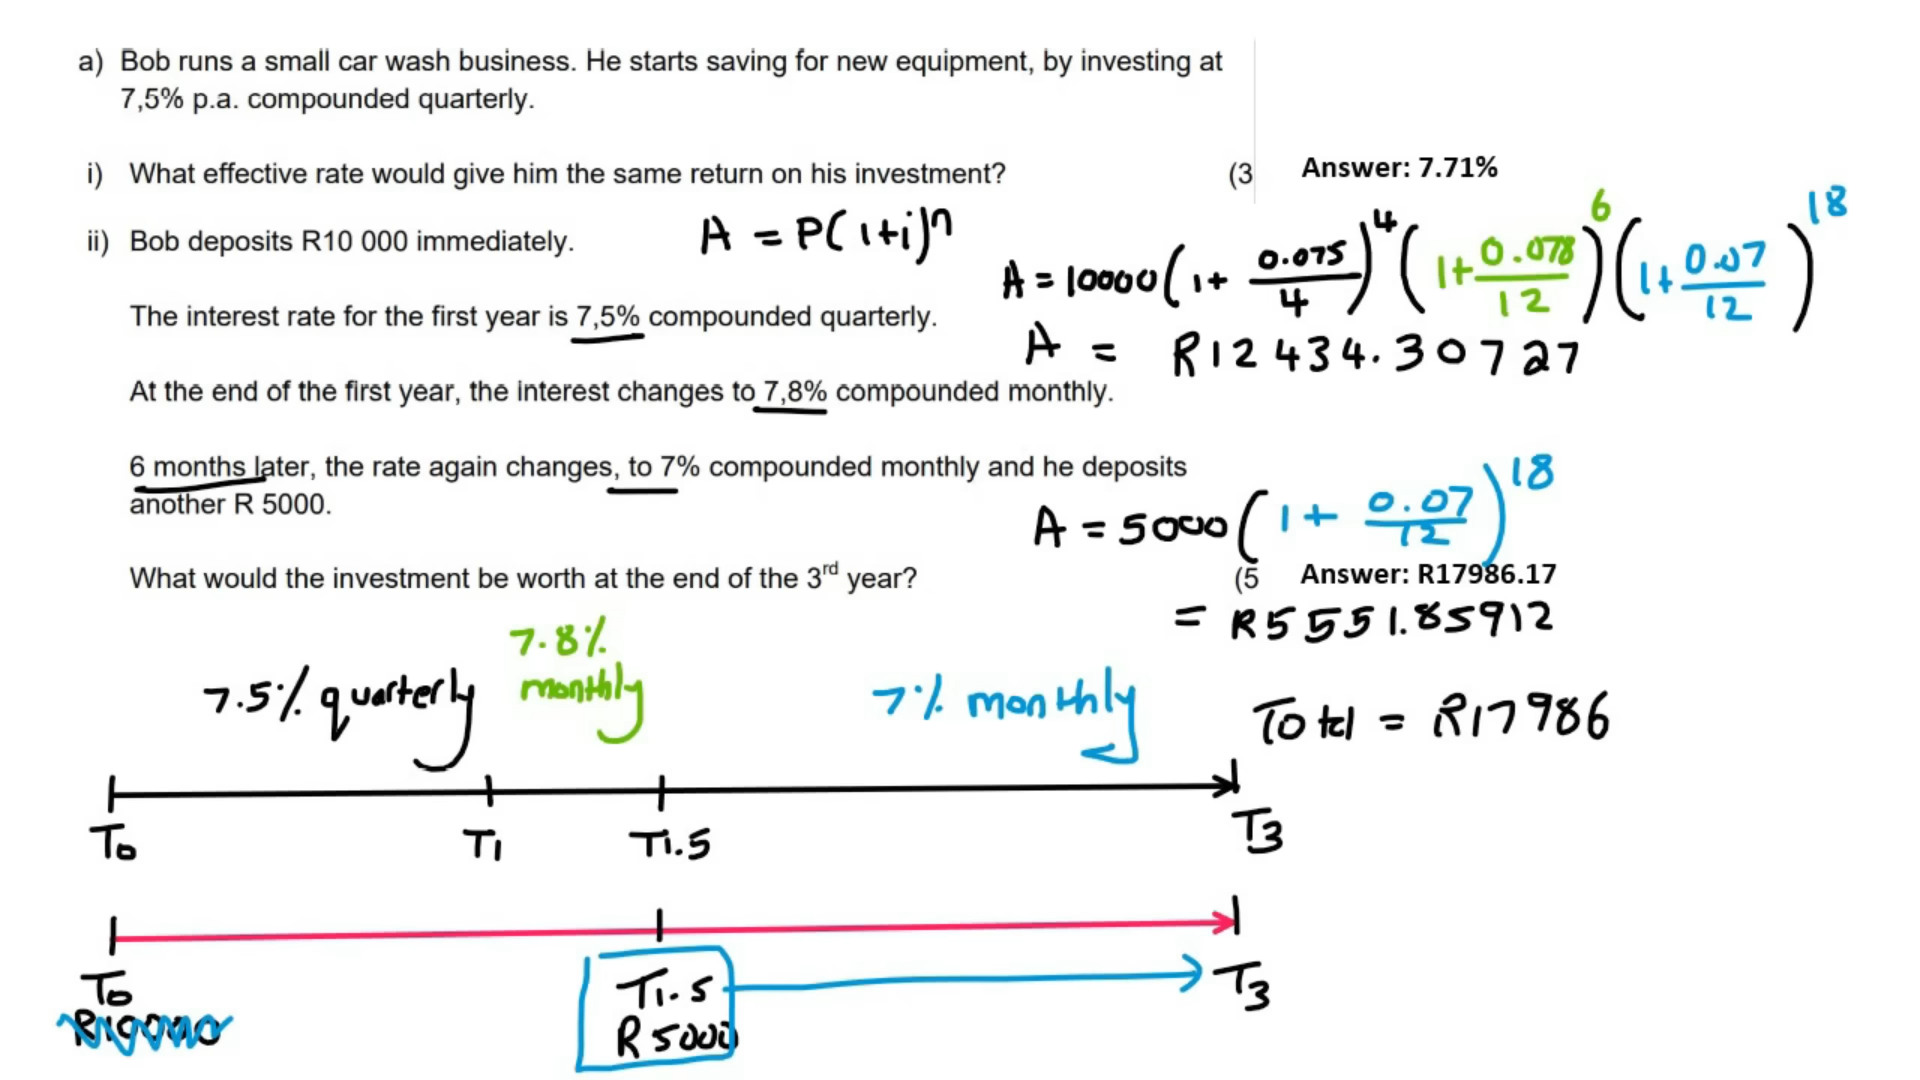 a) Bob runs a small car wash business. He starts saving for new equipment, by investing at
7,5% p.a. compounded quarterly.
i) What effective rate would give him the same return on his investment? (3
Answer: 7.71%
ii) Bob deposits R10 000 immediately.
A = P(1+i)^n
A = 10000(1+ 0.075/4)^4 (1+ 0.078/12)^6 (1+ 0.07/12)^18
The interest rate for the first year is 7,5% compounded quarterly.
A = R12434.30727
At the end of the first year, the interest changes to 7,8% compounded monthly.
6 months later, the rate again changes, to 7% compounded monthly and he deposits
another R 5000.
A = 5000(1+ 0.07/12)^18
What would the investment be worth at the end of the 3rd year? (5
Answer: R17986.17
= R5551.85912
7.5% quarterly
7.8%
monthly
7% monthly
Total = R17986
T0 T1 T1.5 T3
T0 T1.5 T3
R10000 R5000